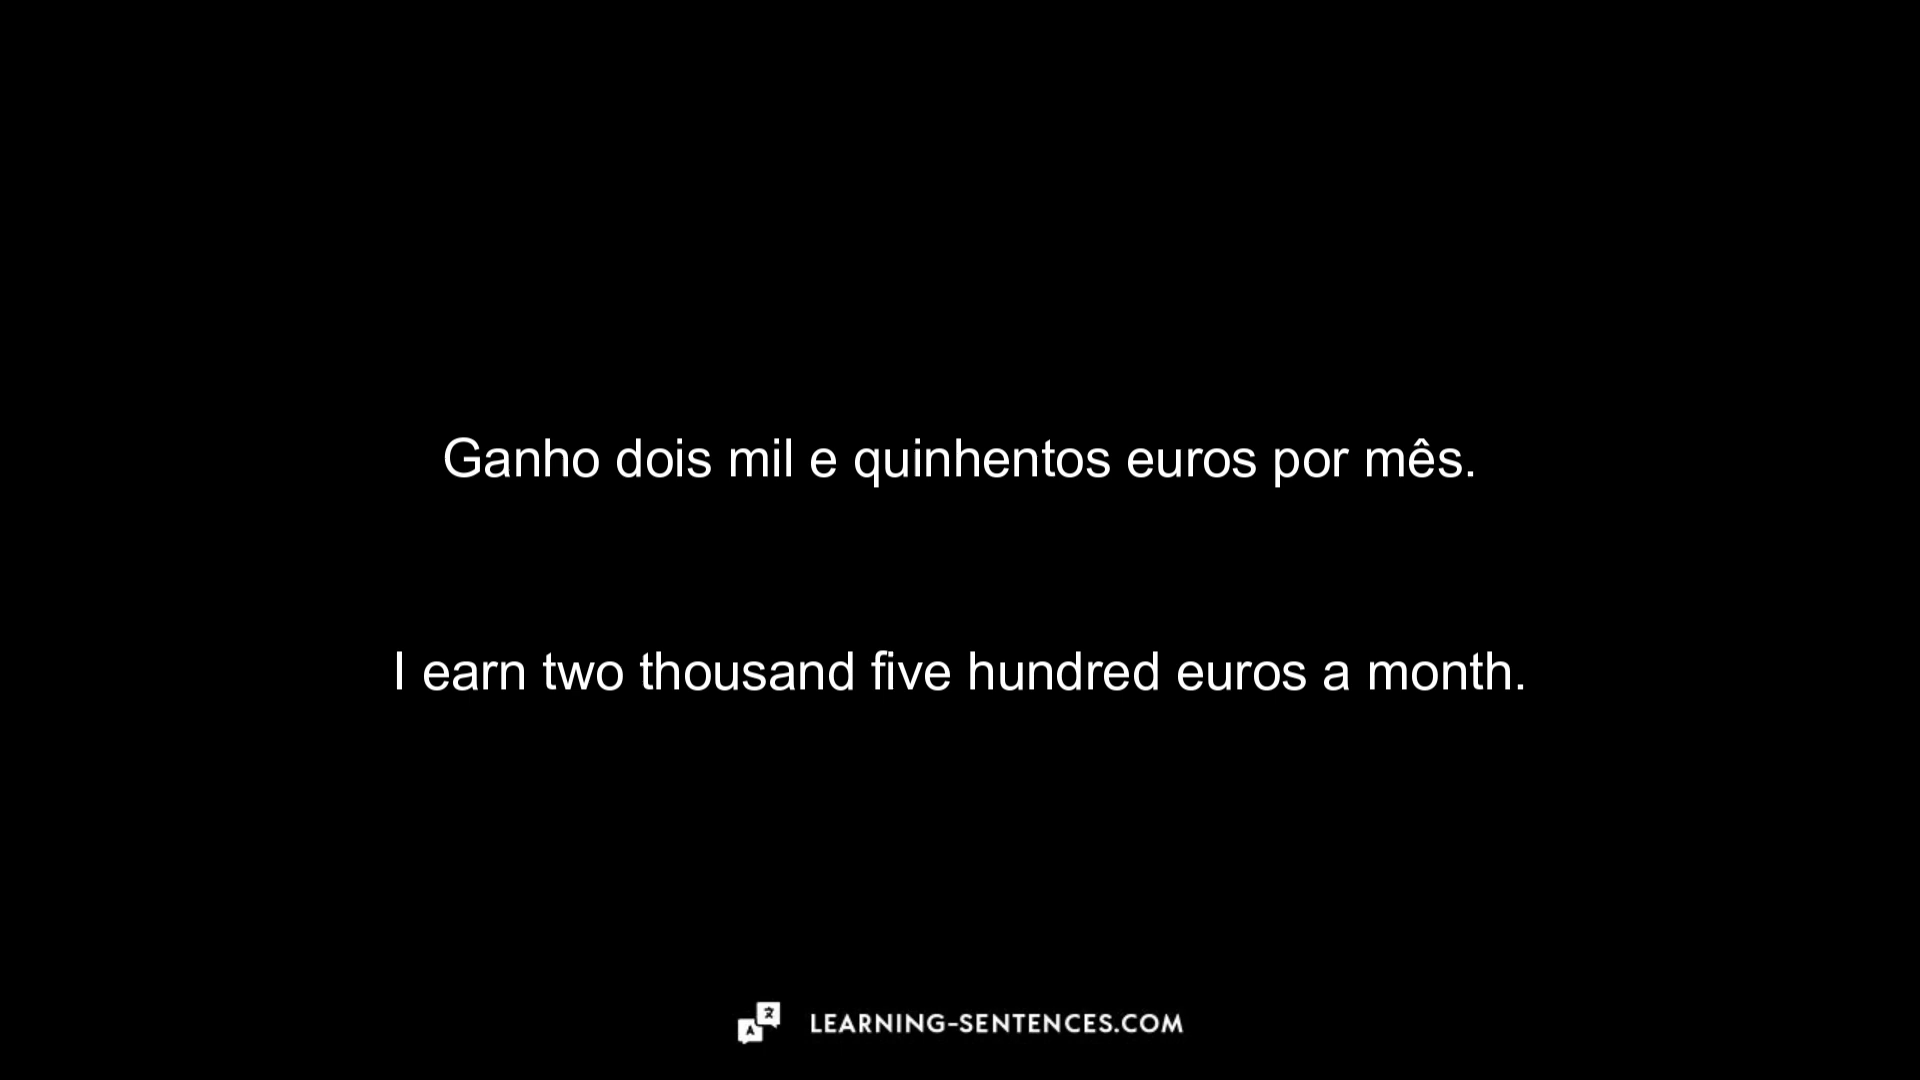 Ganho dois mil e quinhentos euros por mês.
I earn two thousand five hundred euros a month.
LEARNING-SENTENCES.COM